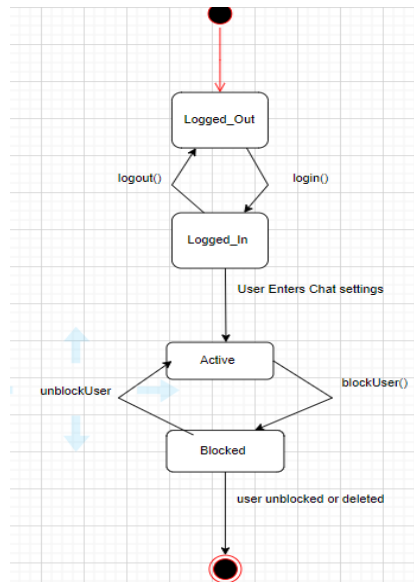 Logged_Out
logout()
login()
Logged_In
User Enters Chat settings
Active
unblockUser
blockUser()
Blocked
user unblocked or deleted